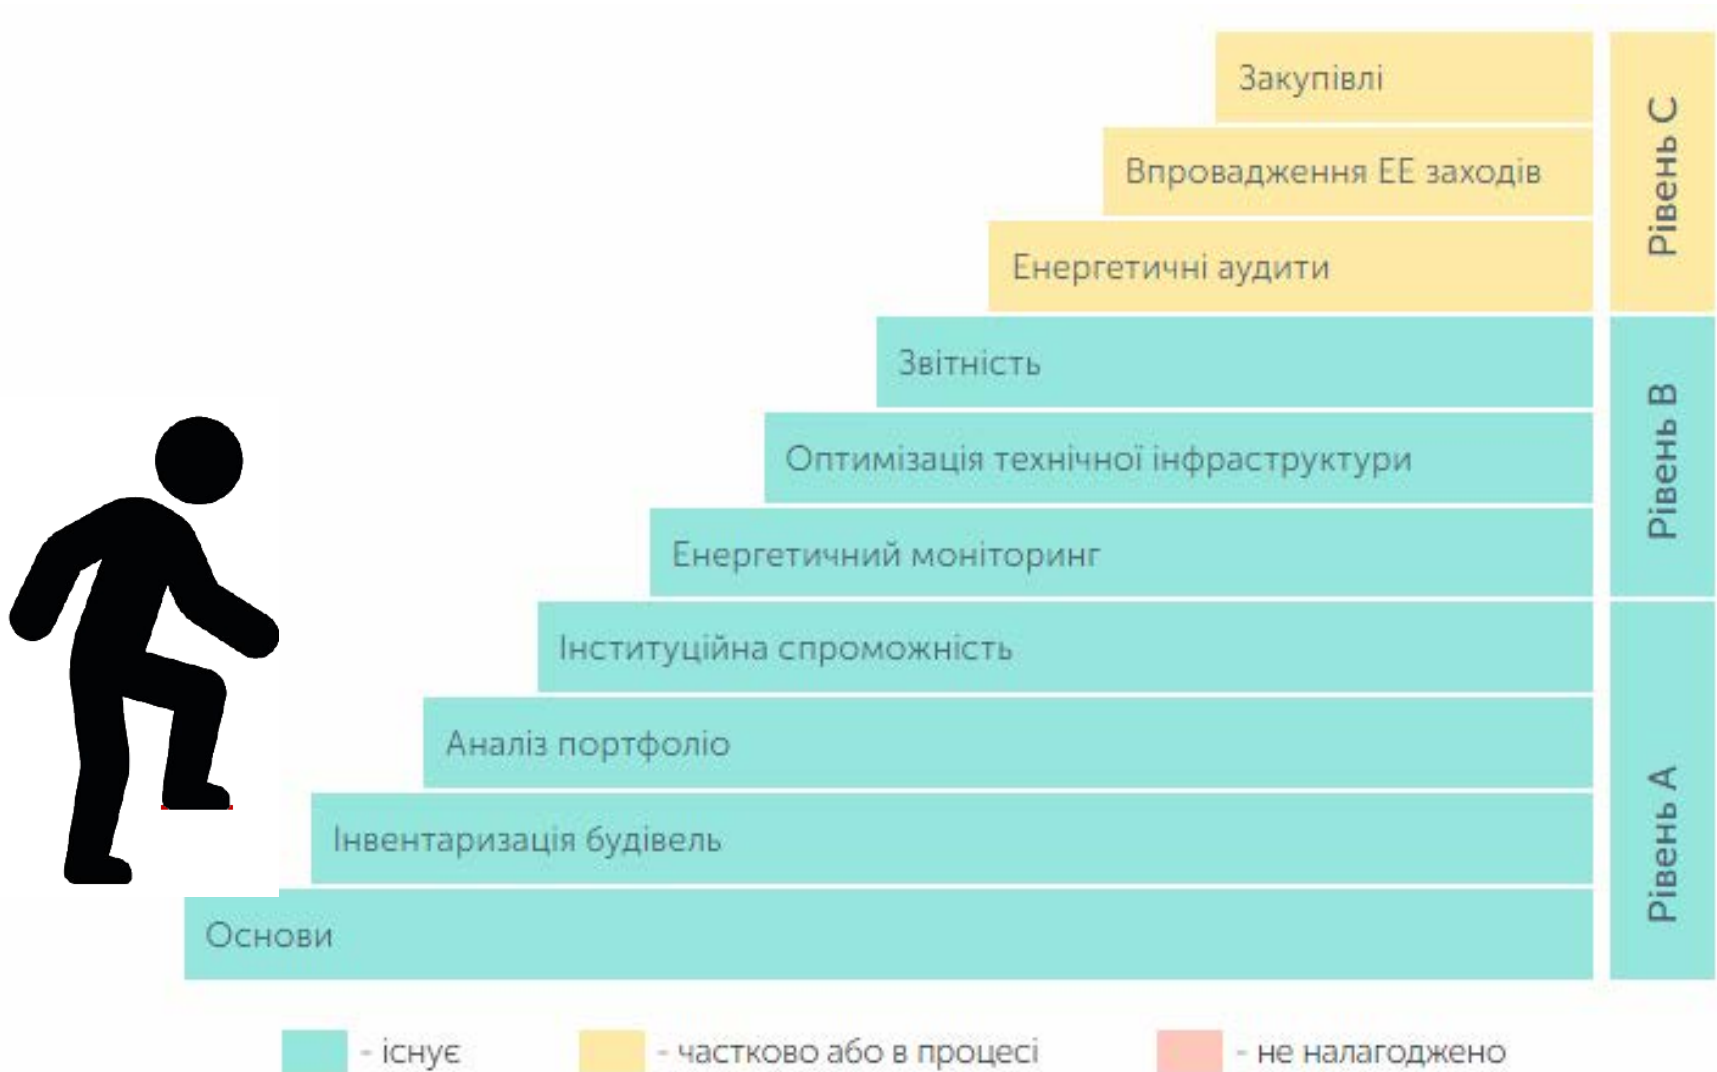 Закупівлі
Впровадження ЕЕ заходів
Енергетичні аудити
Рівень С
Звітність
Оптимізація технічної інфраструктури
Енергетичний моніторинг
Рівень В
Інституційна спроможність
Аналіз портфоліо
Інвентаризація будівель
Основи
Рівень А
- існує
- частково або в процесі
- не налагоджено